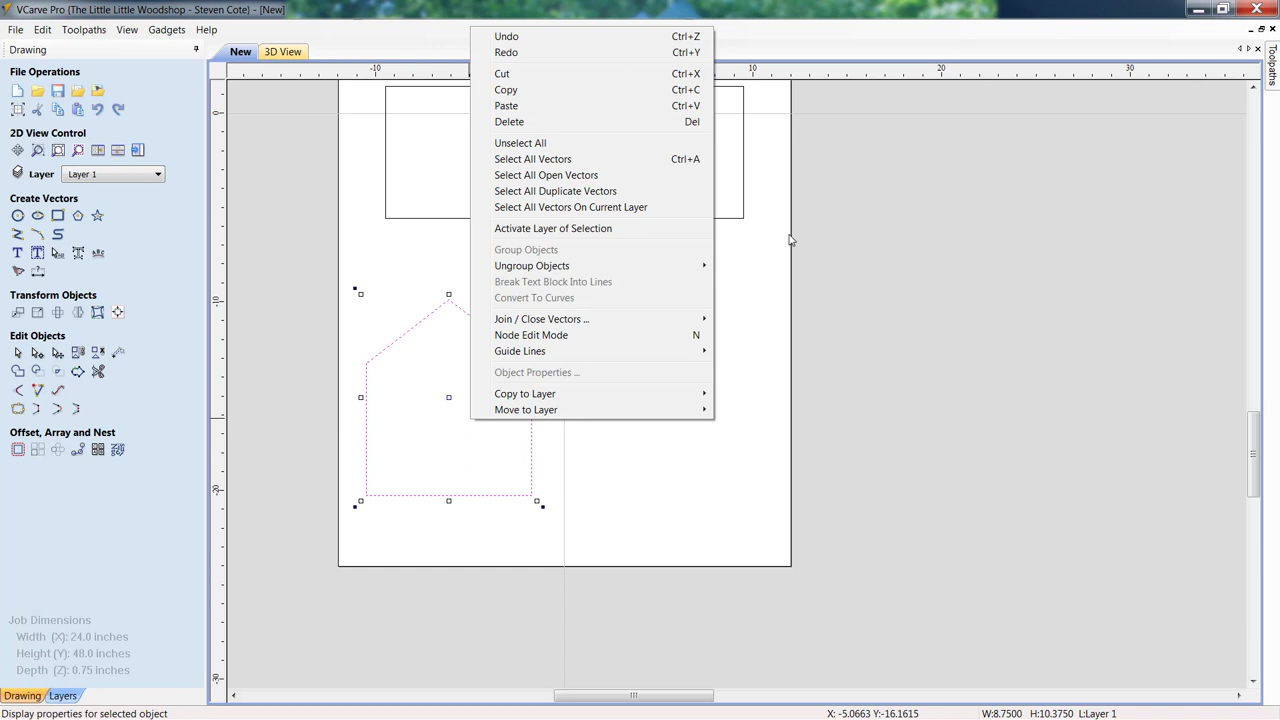 VCarve Pro (The Little Little Woodshop - Steven Cote) - [New]
File Edit Toolpaths View Gadgets Help
Drawing
New 3D View
File Operations
2D View Control
Layer Layer 1
Create Vectors
Transform Objects
Edit Objects
Offset, Array and Nest
Job Dimensions
Width (X): 24.0 inches
Height (Y): 48.0 inches
Depth (Z): 0.75 inches
Drawing Layers
-10 10 20 30
0
-10
-20
-30
Undo Ctrl+Z
Redo Ctrl+Y
Cut Ctrl+X
Copy Ctrl+C
Paste Ctrl+V
Delete Del
Unselect All
Select All Vectors Ctrl+A
Select All Open Vectors
Select All Duplicate Vectors
Select All Vectors On Current Layer
Activate Layer of Selection
Group Objects
Ungroup Objects
Break Text Block Into Lines
Convert To Curves
Join / Close Vectors ...
Node Edit Mode N
Guide Lines
Object Properties ...
Copy to Layer
Move to Layer
Toolpaths
Display properties for selected object
X: -5.0663 Y:-16.1615
W:8.7500 H:10.3750 L:Layer 1